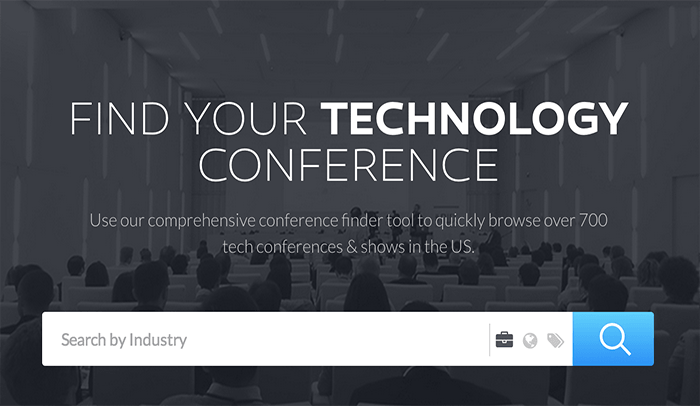 FIND YOUR TECHNOLOGY
CONFERENCE
Use our comprehensive conference finder tool to quickly browse over 700
tech conferences & shows in the US.
Search by Industry